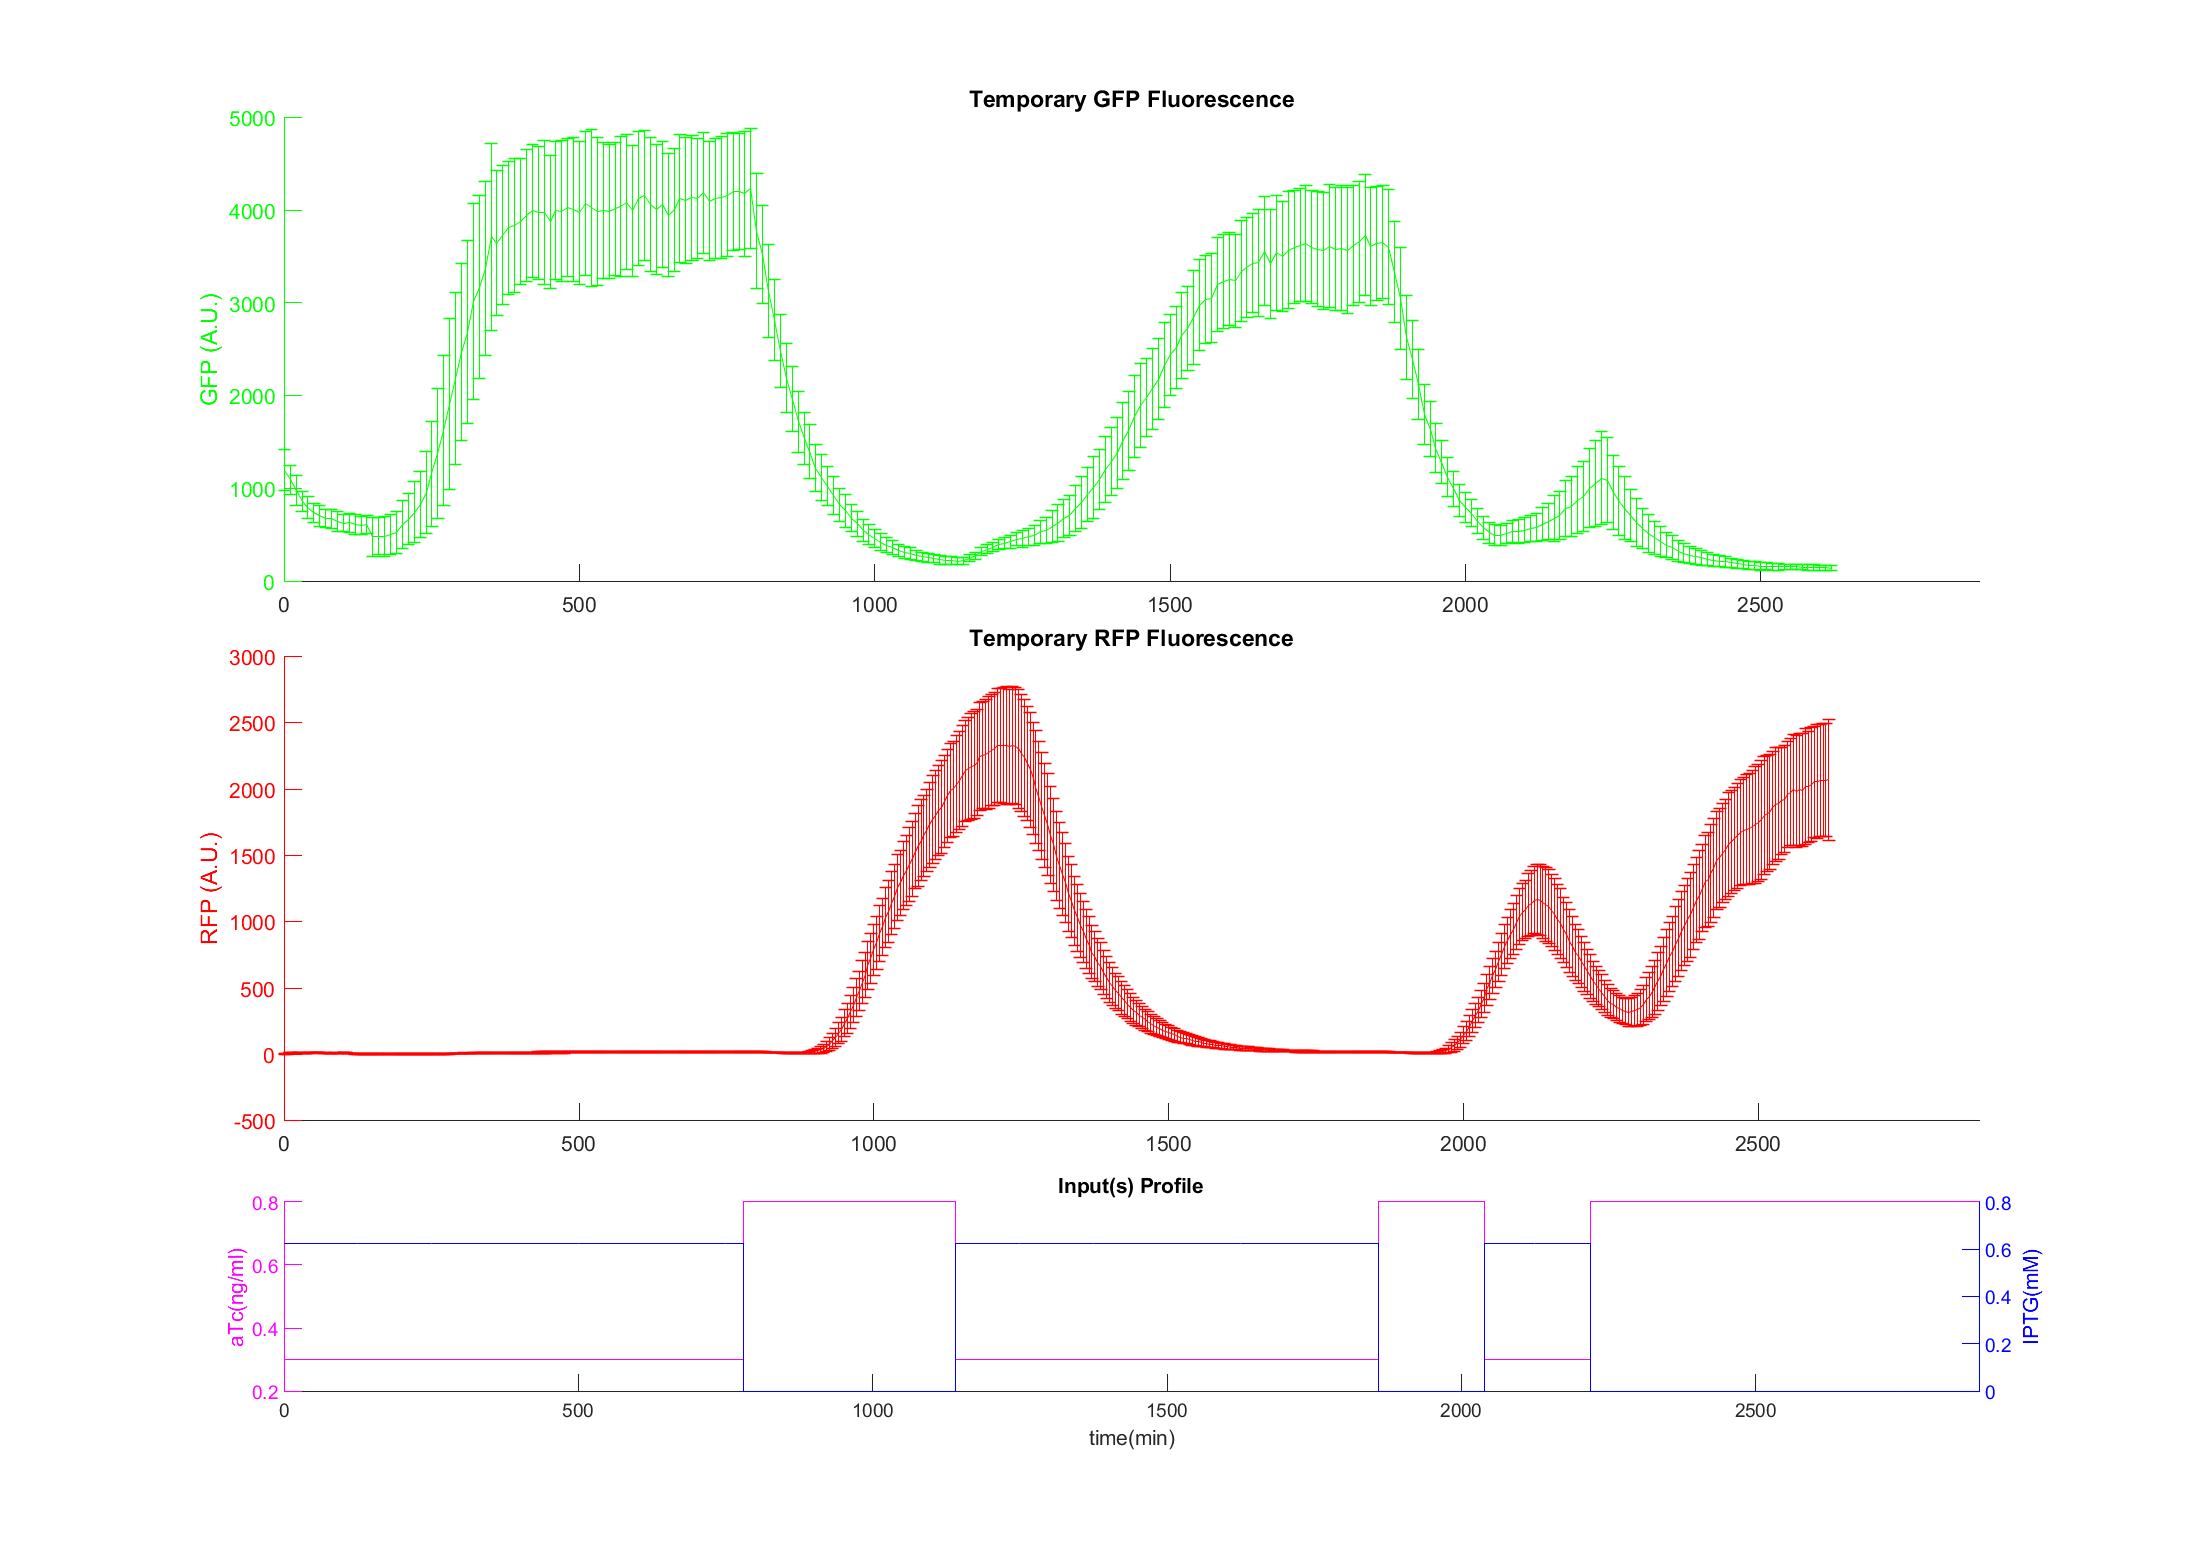 Temporary GFP Fluorescence
GFP (A.U.)
5000
4000
3000
2000
1000
0
0 500 1000 1500 2000 2500
Temporary RFP Fluorescence
RFP (A.U.)
3000
2500
2000
1500
1000
500
0
-500
0 500 1000 1500 2000 2500
Input(s) Profile
aTc(ng/ml)
0.8
0.6
0.4
0.2
0.8
0.6
0.4
0.2
0
IPTG(mM)
0 500 1000 1500 2000 2500
time(min)